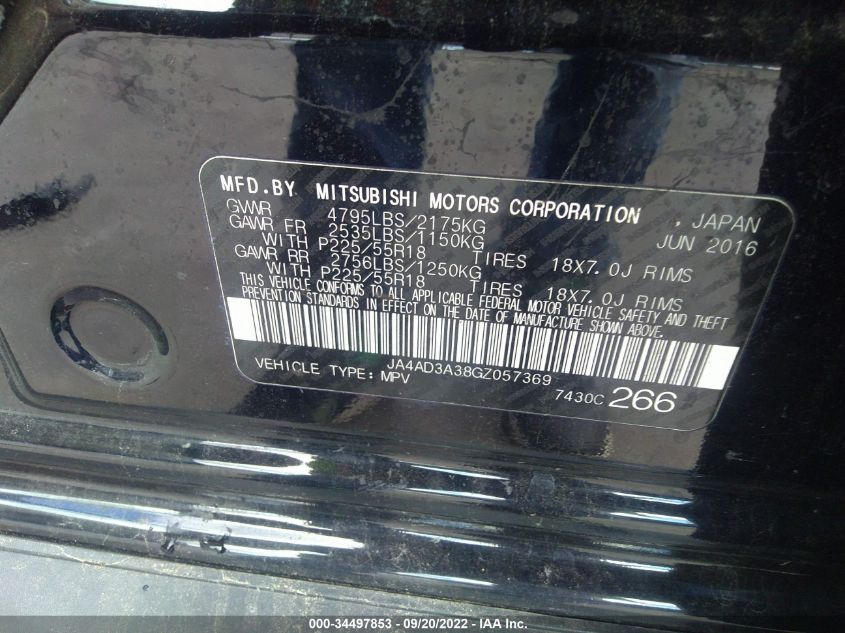 MFD.BY MITSUBISHI MOTORS CORPORATION , JAPAN
GVWR 4795LBS/2175KG JUN 2016
GAWR FR 2535LBS/1150KG
WITH P225/55R18 TIRES 18X7.0J RIMS
GAWR RR 2756LBS/1250KG
WITH P225/55R18 TIRES 18X7.0J RIMS
THIS VEHICLE CONFORMS TO ALL APPLICABLE FEDERAL MOTOR VEHICLE SAFETY AND THEFT
PREVENTION STANDARDS IN EFFECT ON THE DATE OF MANUFACTURE SHOWN ABOVE.
JA4AD3A38GZ057369
VEHICLE TYPE:MPV
7430C 266
000-34497853 / 09/20/2022 - IAA Inc.